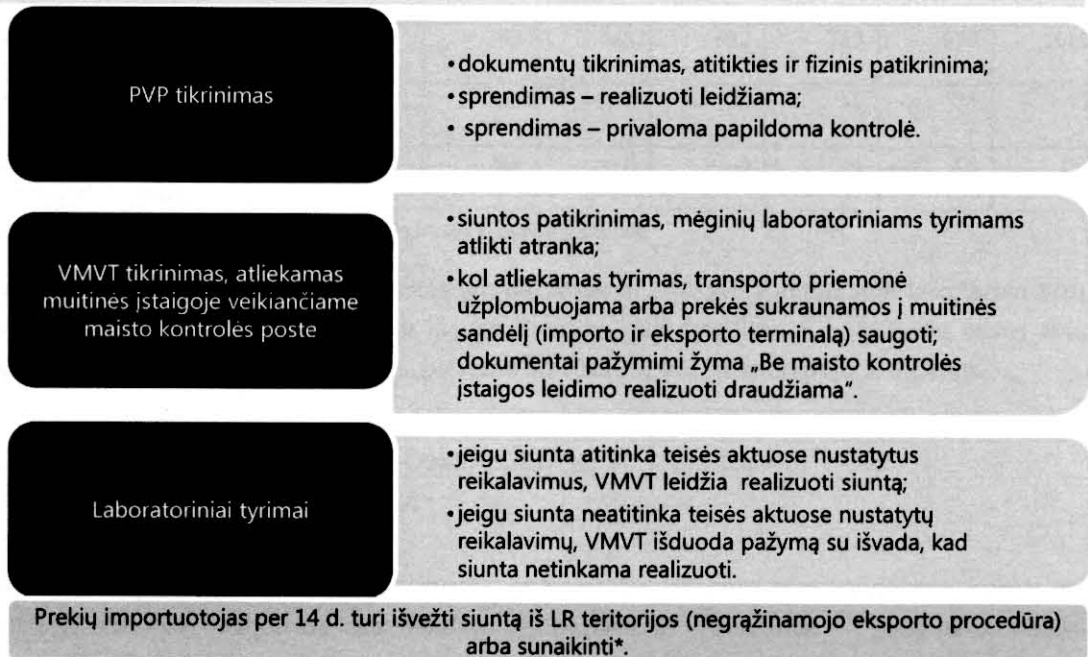 PVP tikrinimas
•dokumentų tikrinimas, atitikties ir fizinis patikrinima;
•sprendimas – realizuoti leidžiama;
• sprendimas – privaloma papildoma kontrolė.
VMVT tikrinimas, atliekamas
muitinės įstaigoje veikiančiame
maisto kontrolės poste
•siuntos patikrinimas, mėginių laboratoriniams tyrimams
atlikti atranka;
•kol atliekamas tyrimas, transporto priemonė
užplombuojama arba prekės sukraunamos į muitinės
sandėlį (importo ir eksporto terminalą) saugoti;
dokumentai pažymimi žyma „Be maisto kontrolės
įstaigos leidimo realizuoti draudžiama“.
Laboratoriniai tyrimai
•jeigu siunta atitinka teisės aktuose nustatytus
reikalavimus, VMVT leidžia realizuoti siuntą;
•jeigu siunta neatitinka teisės aktuose nustatytų
reikalavimų, VMVT išduoda pažymą su išvada, kad
siunta netinkama realizuoti.
Prekių importuotojas per 14 d. turi išvežti siuntą iš LR teritorijos (negrąžinamojo eksporto procedūra)
arba sunaikinti*.